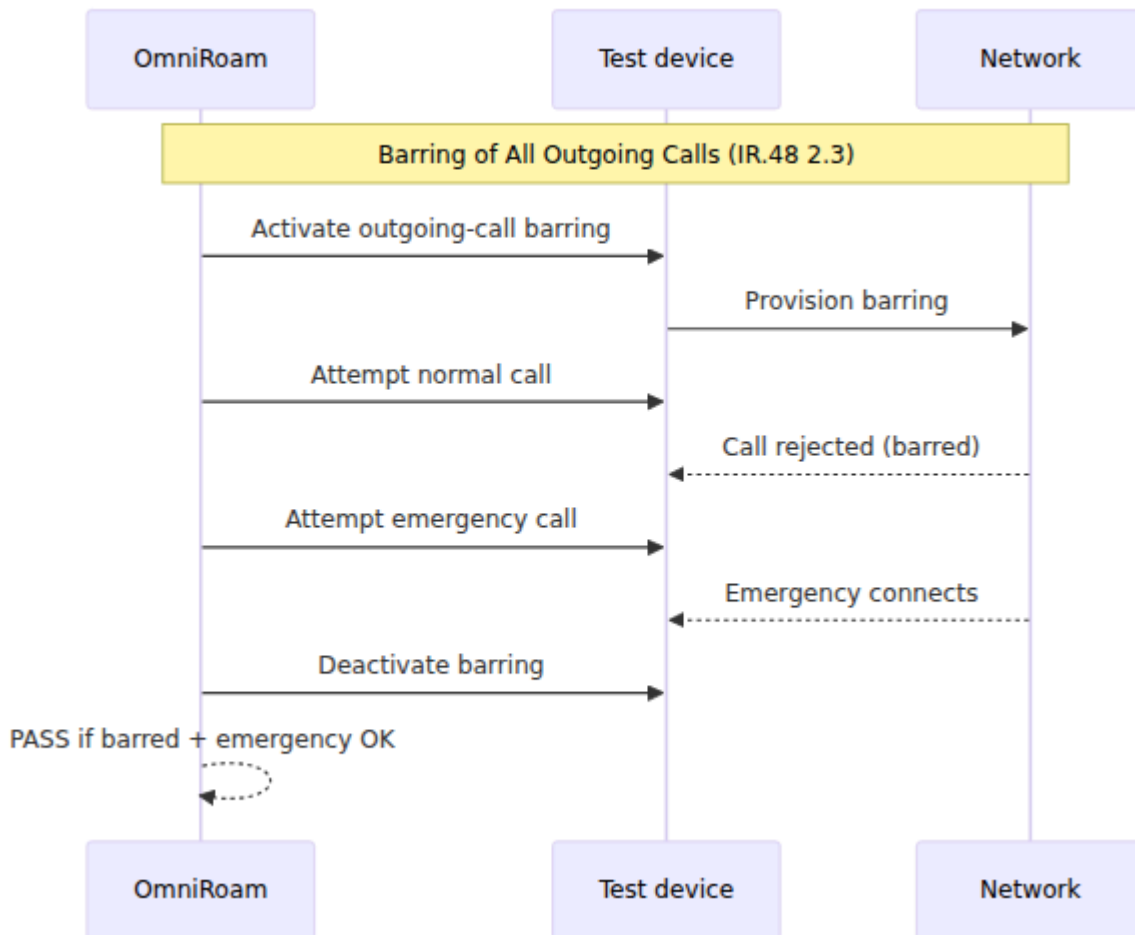 OmniRoam
Test device
Network
Barring of All Outgoing Calls (IR.48 2.3)
Activate outgoing-call barring
Provision barring
Attempt normal call
Call rejected (barred)
Attempt emergency call
Emergency connects
Deactivate barring
PASS if barred + emergency OK
OmniRoam
Test device
Network